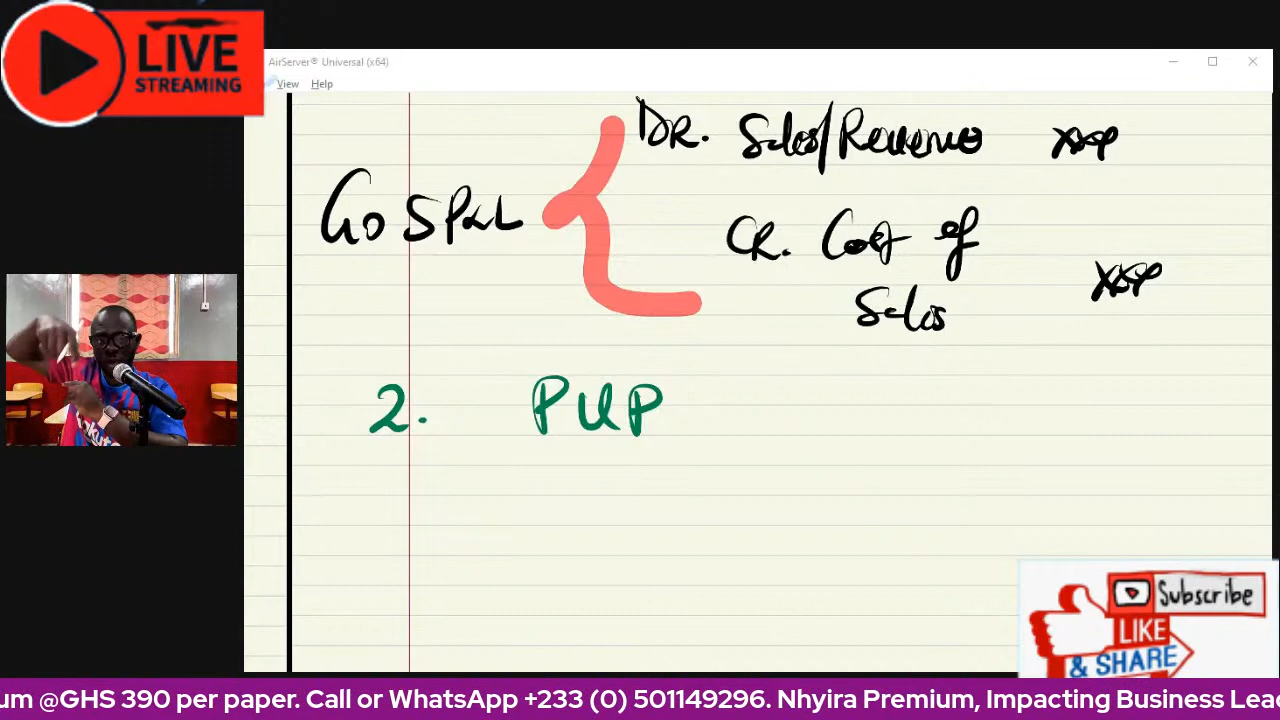 LIVE
STREAMING
AirServer® Universal (x64)
View Help
DR. Sales/Revenue xxx
GOSPLL
CR. Cost of
Sales xxx
2. PUP
Subscribe
LIKE
& SHARE
um @GHS 390 per paper. Call or WhatsApp +233 (0) 501149296. Nhyira Premium, Impacting Business Lea